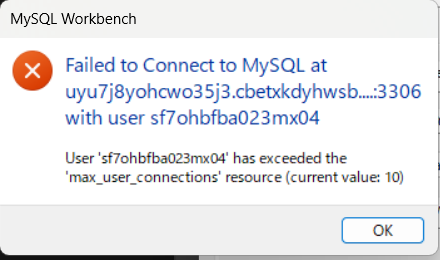 MySQL Workbench
Failed to Connect to MySQL at
uyu7j8yohcwo35j3.cbetxkdyhwsb....:3306
with user sf7ohbfba023mx04
User 'sf7ohbfba023mx04' has exceeded the
'max_user_connections' resource (current value: 10)
OK